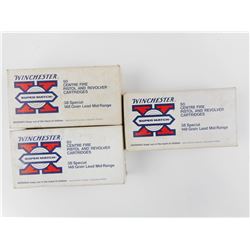 WINCHESTER
SUPER-MATCH
50
CENTRE FIRE
PISTOL AND REVOLVER
CARTRIDGES
38 Special
148 Grain Lead Mid-Range
WINCHESTER
SUPER-MATCH
50
CENTRE FIRE
PISTOL AND REVOLVER
CARTRIDGES
38 Special
148 Grain Lead Mid-Range
WINCHESTER
SUPER-MATCH
50
CENTRE FIRE
PISTOL AND REVOLVER
CARTRIDGES
38 Special
148 Grain Lead Mid-Range